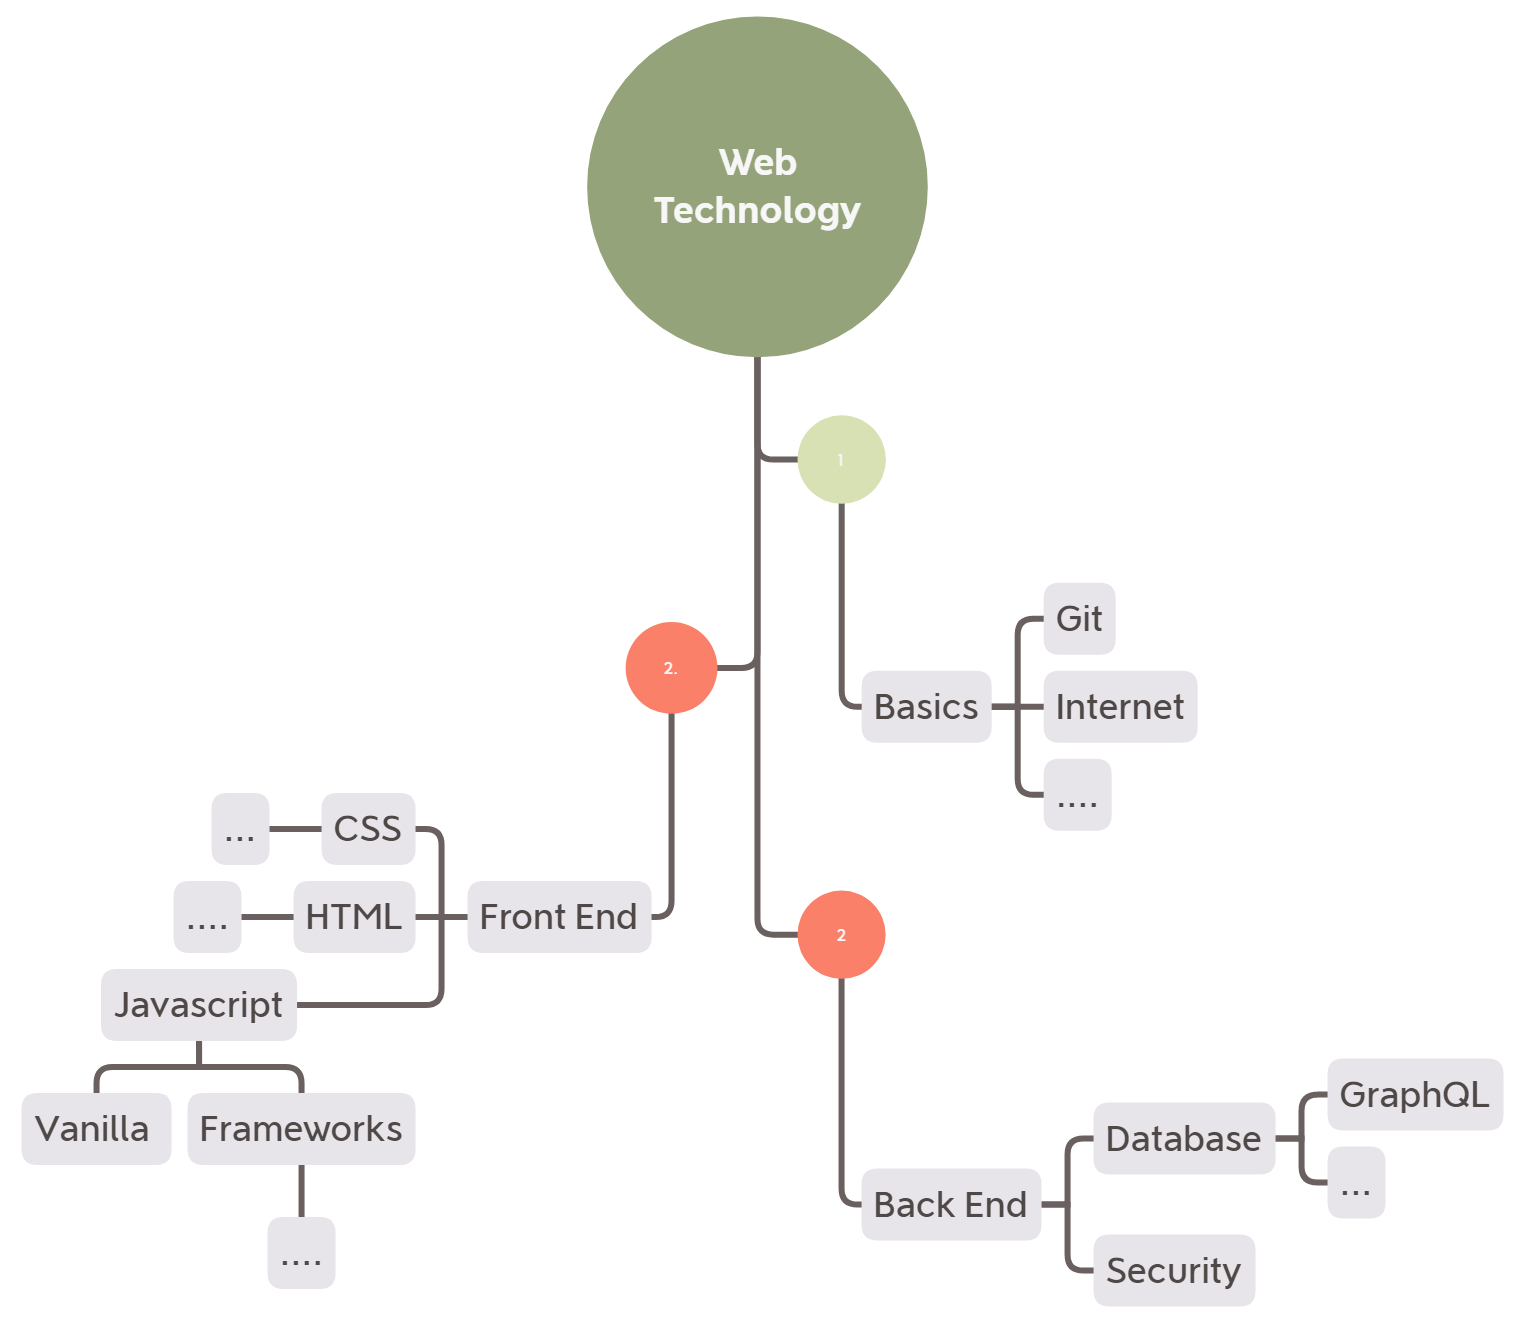 Web
Technology
1
Git
2.
Basics
Internet
....
...
CSS
....
HTML
Front End
2
Javascript
Vanilla
Frameworks
GraphQL
Database
...
Back End
....
Security